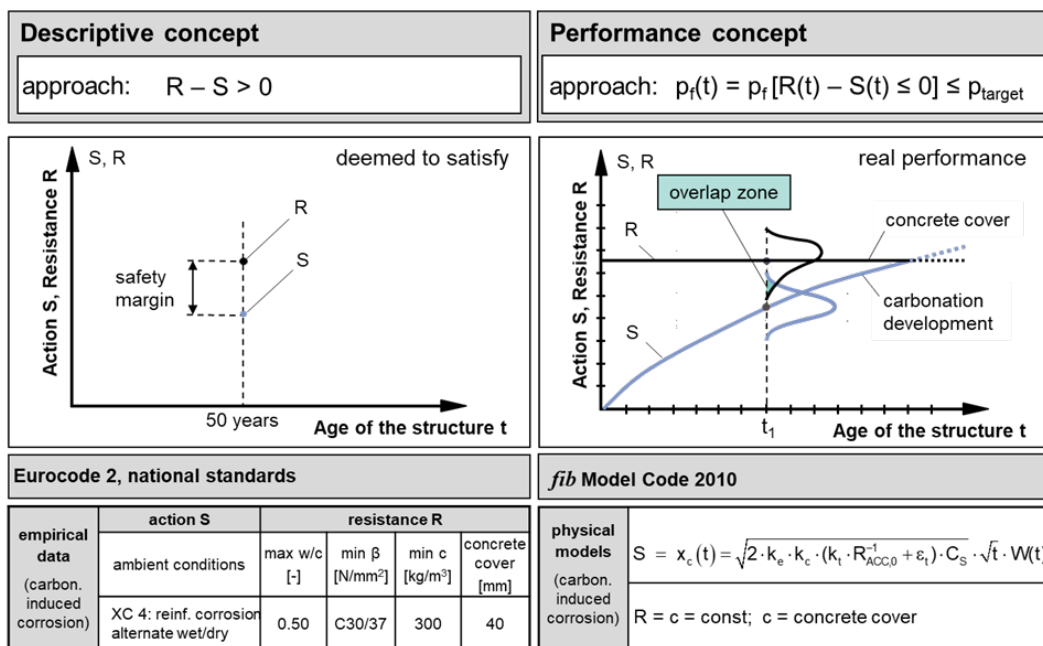 Descriptive concept
approach: R – S > 0
Performance concept
approach: pf(t) = pf [R(t) – S(t) ≤ 0] ≤ ptarget
S, R
deemed to satisfy
Action S, Resistance R
R
S
safety
margin
50 years
Age of the structure t
S, R
real performance
overlap zone
Action S, Resistance R
R
concrete cover
carbonation
development
S
t1
Age of the structure t
Eurocode 2, national standards
empirical
data
(carbon.
induced
corrosion)
action S
resistance R
ambient conditions
max w/c
[-]
min β
[N/mm²]
min c
[kg/m³]
concrete
cover
[mm]
XC 4: reinf. corrosion
alternate wet/dry
0.50
C30/37
300
40
fib Model Code 2010
physical
models
(carbon.
induced
corrosion)
S = xc(t) = √2·ke·kc·(kt·R⁻¹ACC,0 + εt)·CS · √t · W(t)
R = c = const; c = concrete cover